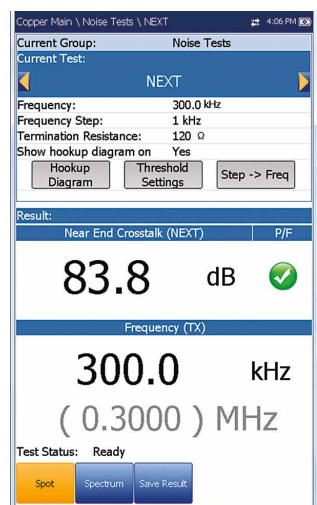 Copper Main \ Noise Tests \ NEXT 4:06 PM
Current Group: Noise Tests
Current Test:
NEXT
Frequency: 300.0 kHz
Frequency Step: 1 kHz
Termination Resistance: 120 Ω
Show hookup diagram on Yes
Hookup Diagram
Threshold Settings
Step -> Freq
Result:
Near End Crosstalk (NEXT) P/F
83.8 dB
Frequency (TX)
300.0 kHz
( 0.3000 ) MHz
Test Status: Ready
Spot Spectrum Save Result